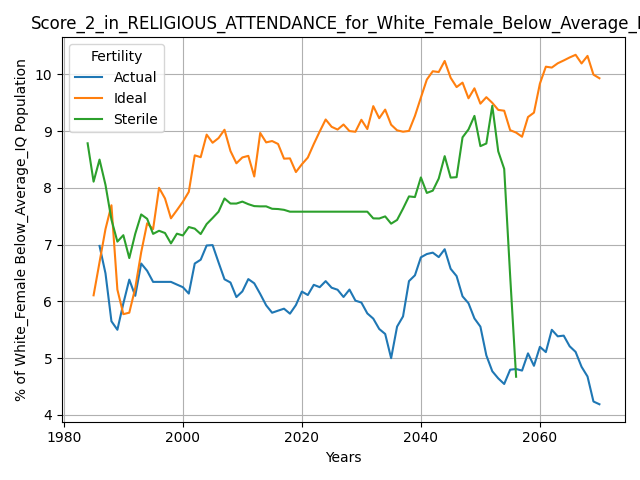 Score_2_in_RELIGIOUS_ATTENDANCE_for_White_Female_Below_Average_I
Fertility
Actual
Ideal
Sterile
% of White_Female Below_Average_IQ Population
10
9
8
7
6
5
4
1980
2000
2020
2040
2060
Years